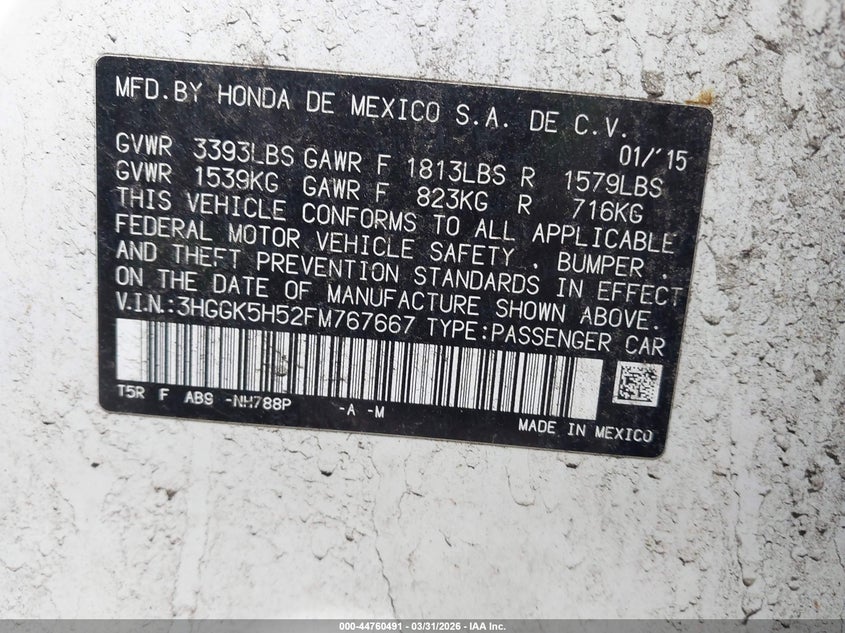 MFD.BY HONDA DE MEXICO S.A. DE C.V.
01/'15
GVWR 3393LBS GAWR F 1813LBS R 1579LBS
GVWR 1539KG GAWR F 823KG R 716KG
THIS VEHICLE CONFORMS TO ALL APPLICABLE
FEDERAL MOTOR VEHICLE SAFETY , BUMPER ,
AND THEFT PREVENTION STANDARDS IN EFFECT
ON THE DATE OF MANUFACTURE SHOWN ABOVE.
V.I.N.:3HGGK5H52FM767667 TYPE:PASSENGER CAR
T5R F AB9 -NH788P -A -M
MADE IN MEXICO
000-44760491 - 03/31/2026 - IAA Inc.